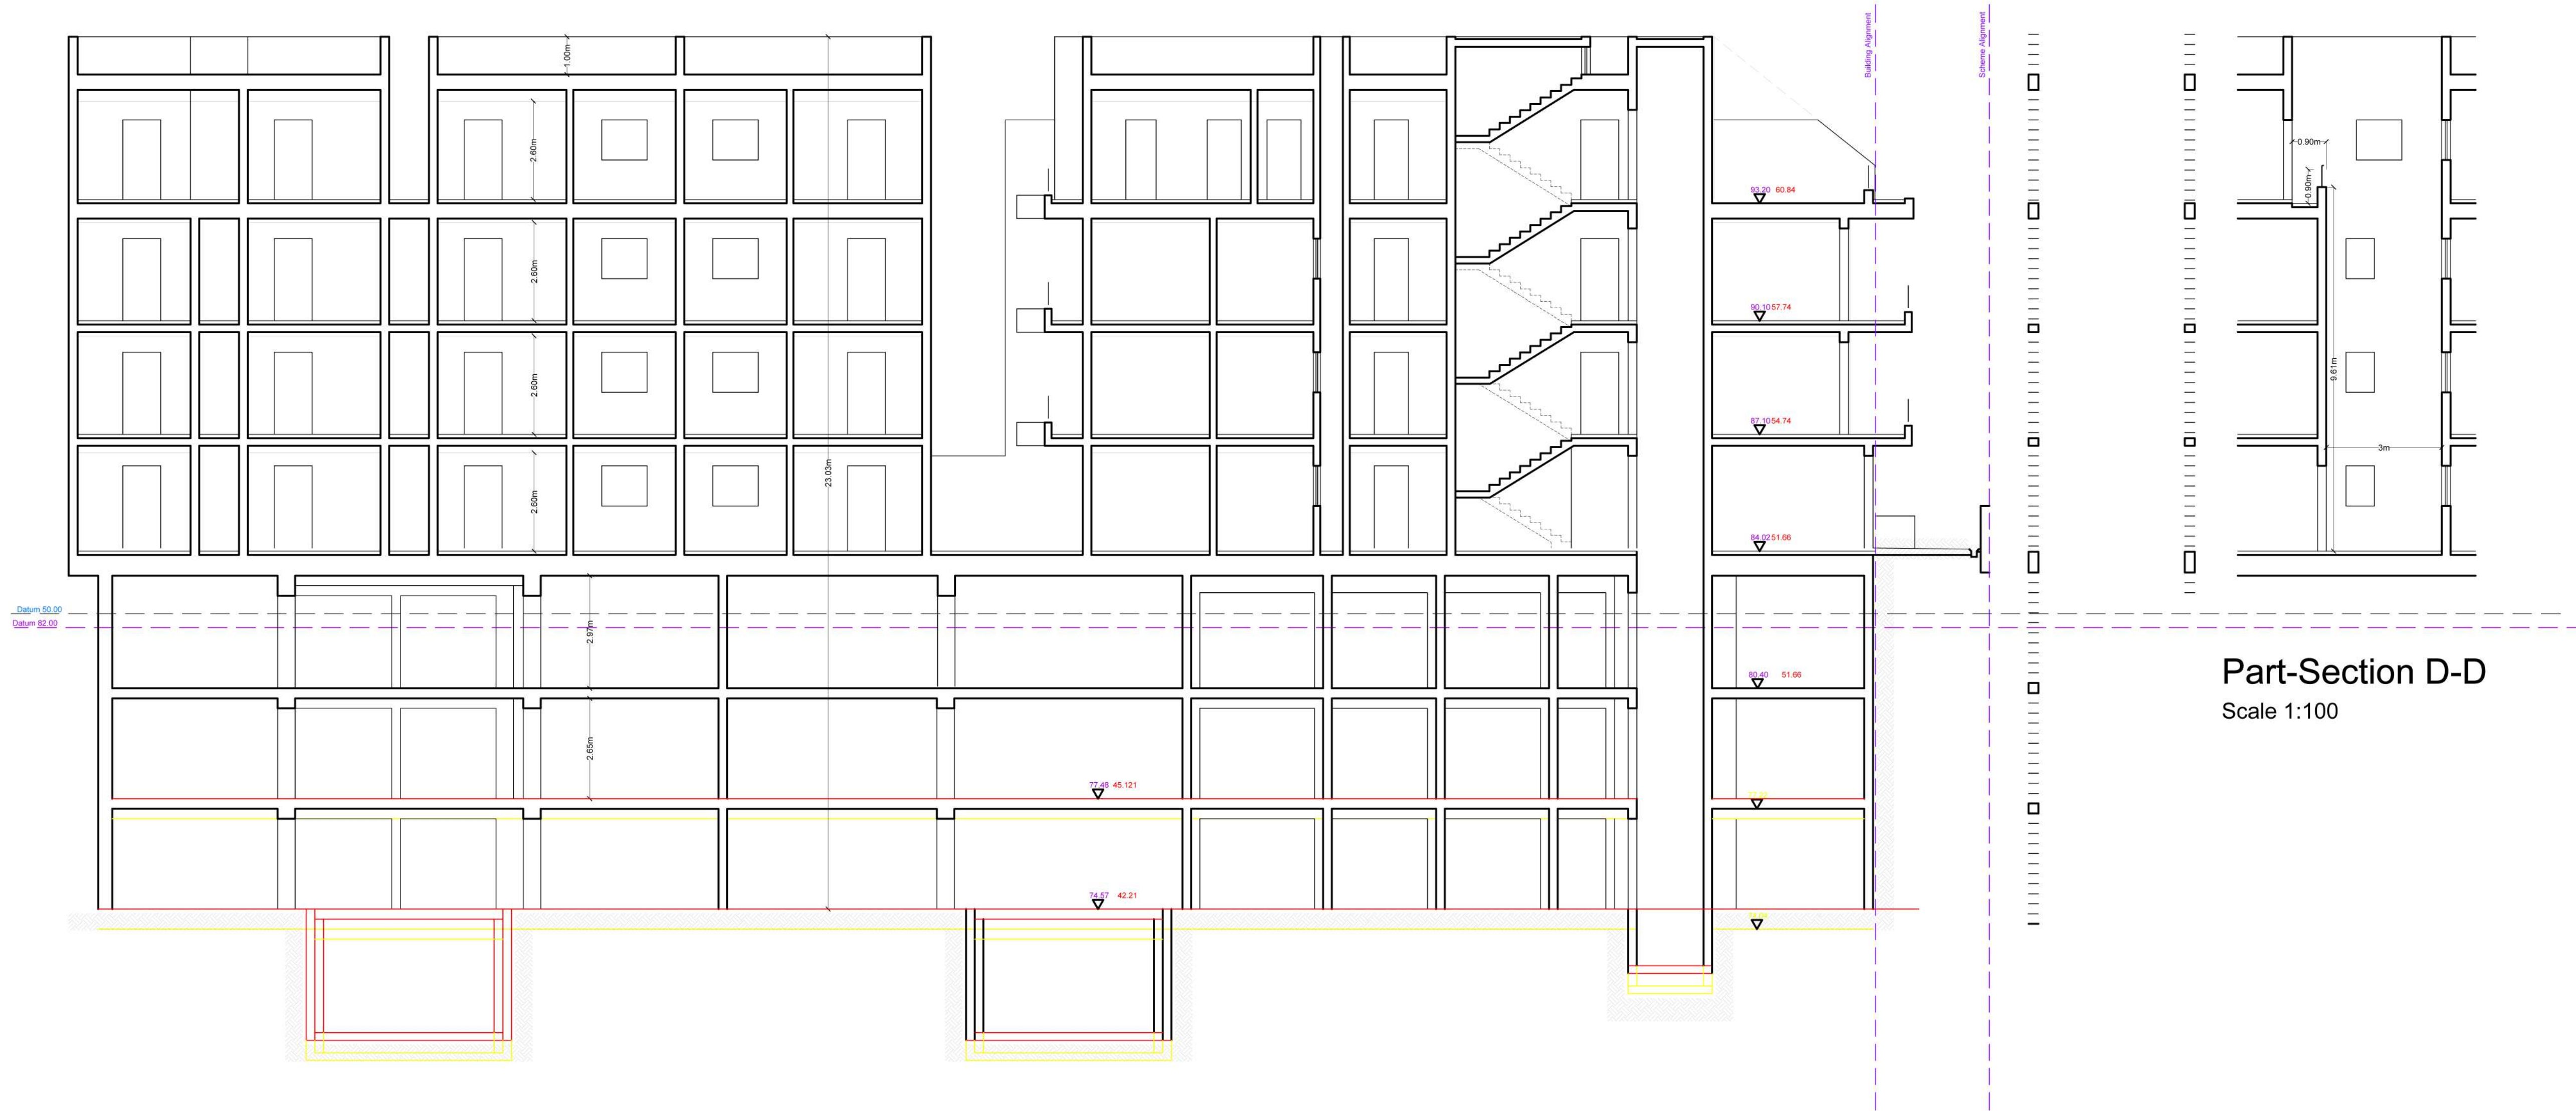 Building Alignment
Scheme Alignment
1.00m
2.60m
0.90m
0.90m
93.20 60.84
2.60m
90.10 57.74
2.60m
9.61m
87.10 54.74
3m
23.03m
2.60m
84.02 51.66
Datum 50.00
Datum 82.00
2.97m
80.40 51.66
Part-Section D-D
Scale 1:100
2.65m
77.48 45.121
74.57 42.21